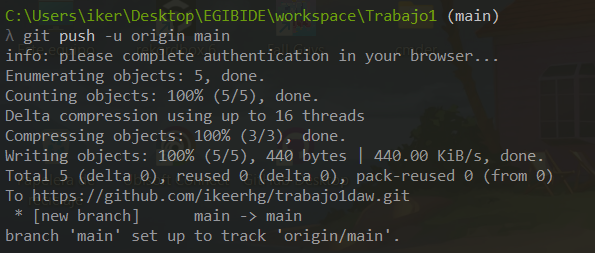 C:\Users\iker\Desktop\EGIBIDE\workspace\Trabajo1 (main)
λ git push -u origin main
info: please complete authentication in your browser...
Enumerating objects: 5, done.
Counting objects: 100% (5/5), done.
Delta compression using up to 16 threads
Compressing objects: 100% (3/3), done.
Writing objects: 100% (5/5), 440 bytes | 440.00 KiB/s, done.
Total 5 (delta 0), reused 0 (delta 0), pack-reused 0 (from 0)
To https://github.com/ikeerhg/trabajo1daw.git
 * [new branch]      main -> main
branch 'main' set up to track 'origin/main'.